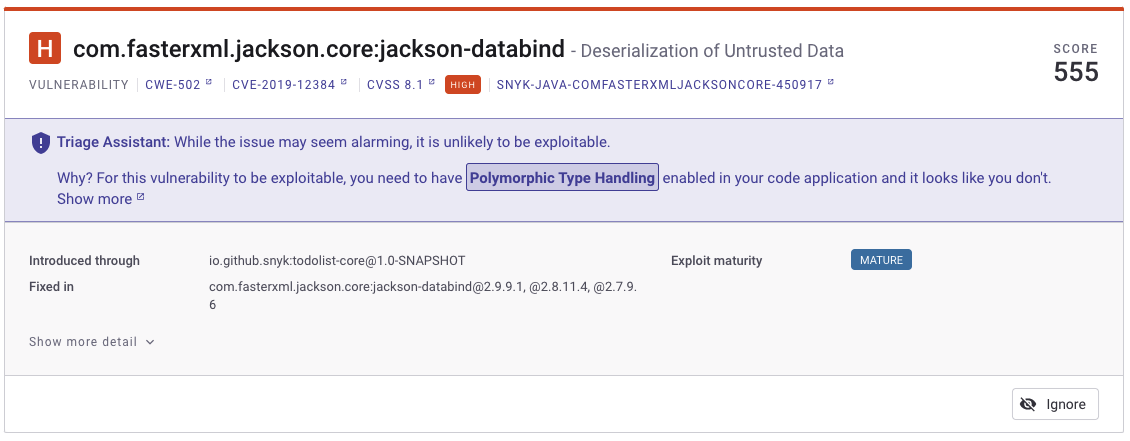 H com.fasterxml.jackson.core:jackson-databind - Deserialization of Untrusted Data
SCORE
555
VULNERABILITY CWE-502 CVE-2019-12384 CVSS 8.1 HIGH SNYK-JAVA-COMFASTERXMLJACKSONCORE-450917
Triage Assistant: While the issue may seem alarming, it is unlikely to be exploitable.
Why? For this vulnerability to be exploitable, you need to have Polymorphic Type Handling enabled in your code application and it looks like you don't.
Show more
Introduced through io.github.snyk:todolist-core@1.0-SNAPSHOT
Exploit maturity MATURE
Fixed in com.fasterxml.jackson.core:jackson-databind@2.9.9.1, @2.8.11.4, @2.7.9.
6
Show more detail
Ignore